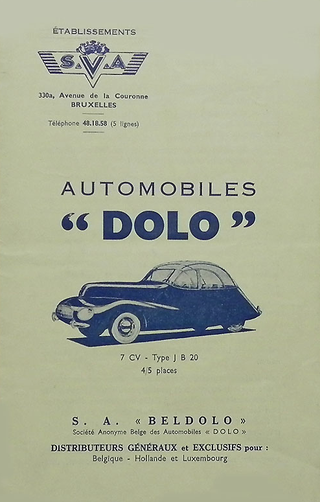 ÉTABLISSEMENTS
S.V.A
330a, Avenue de la Couronne
BRUXELLES
Téléphone 48.18.58 (5 lignes)
AUTOMOBILES
“ DOLO ”
7 CV - Type J B 20
4/5 places
S. A. « BELDOLO »
Société Anonyme Belge des Automobiles « DOLO »
DISTRIBUTEURS GÉNÉRAUX et EXCLUSIFS pour :
Belgique - Hollande et Luxembourg